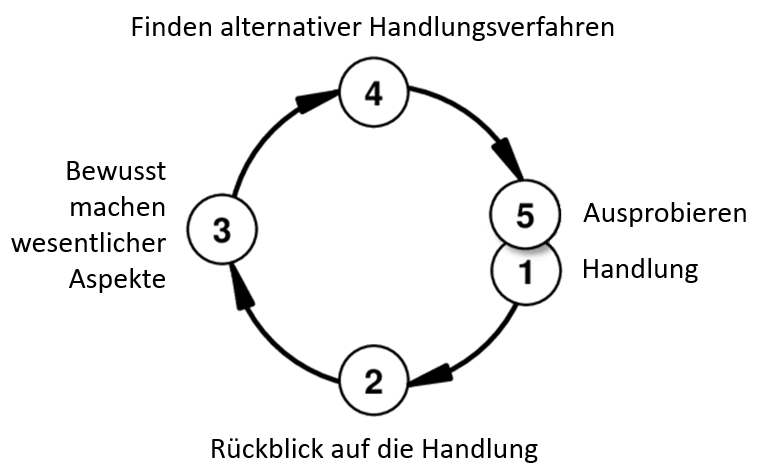 Finden alternativer Handlungsverfahren
4
Bewusst
machen
wesentlicher
Aspekte
3
5
Ausprobieren
1
Handlung
2
Rückblick auf die Handlung